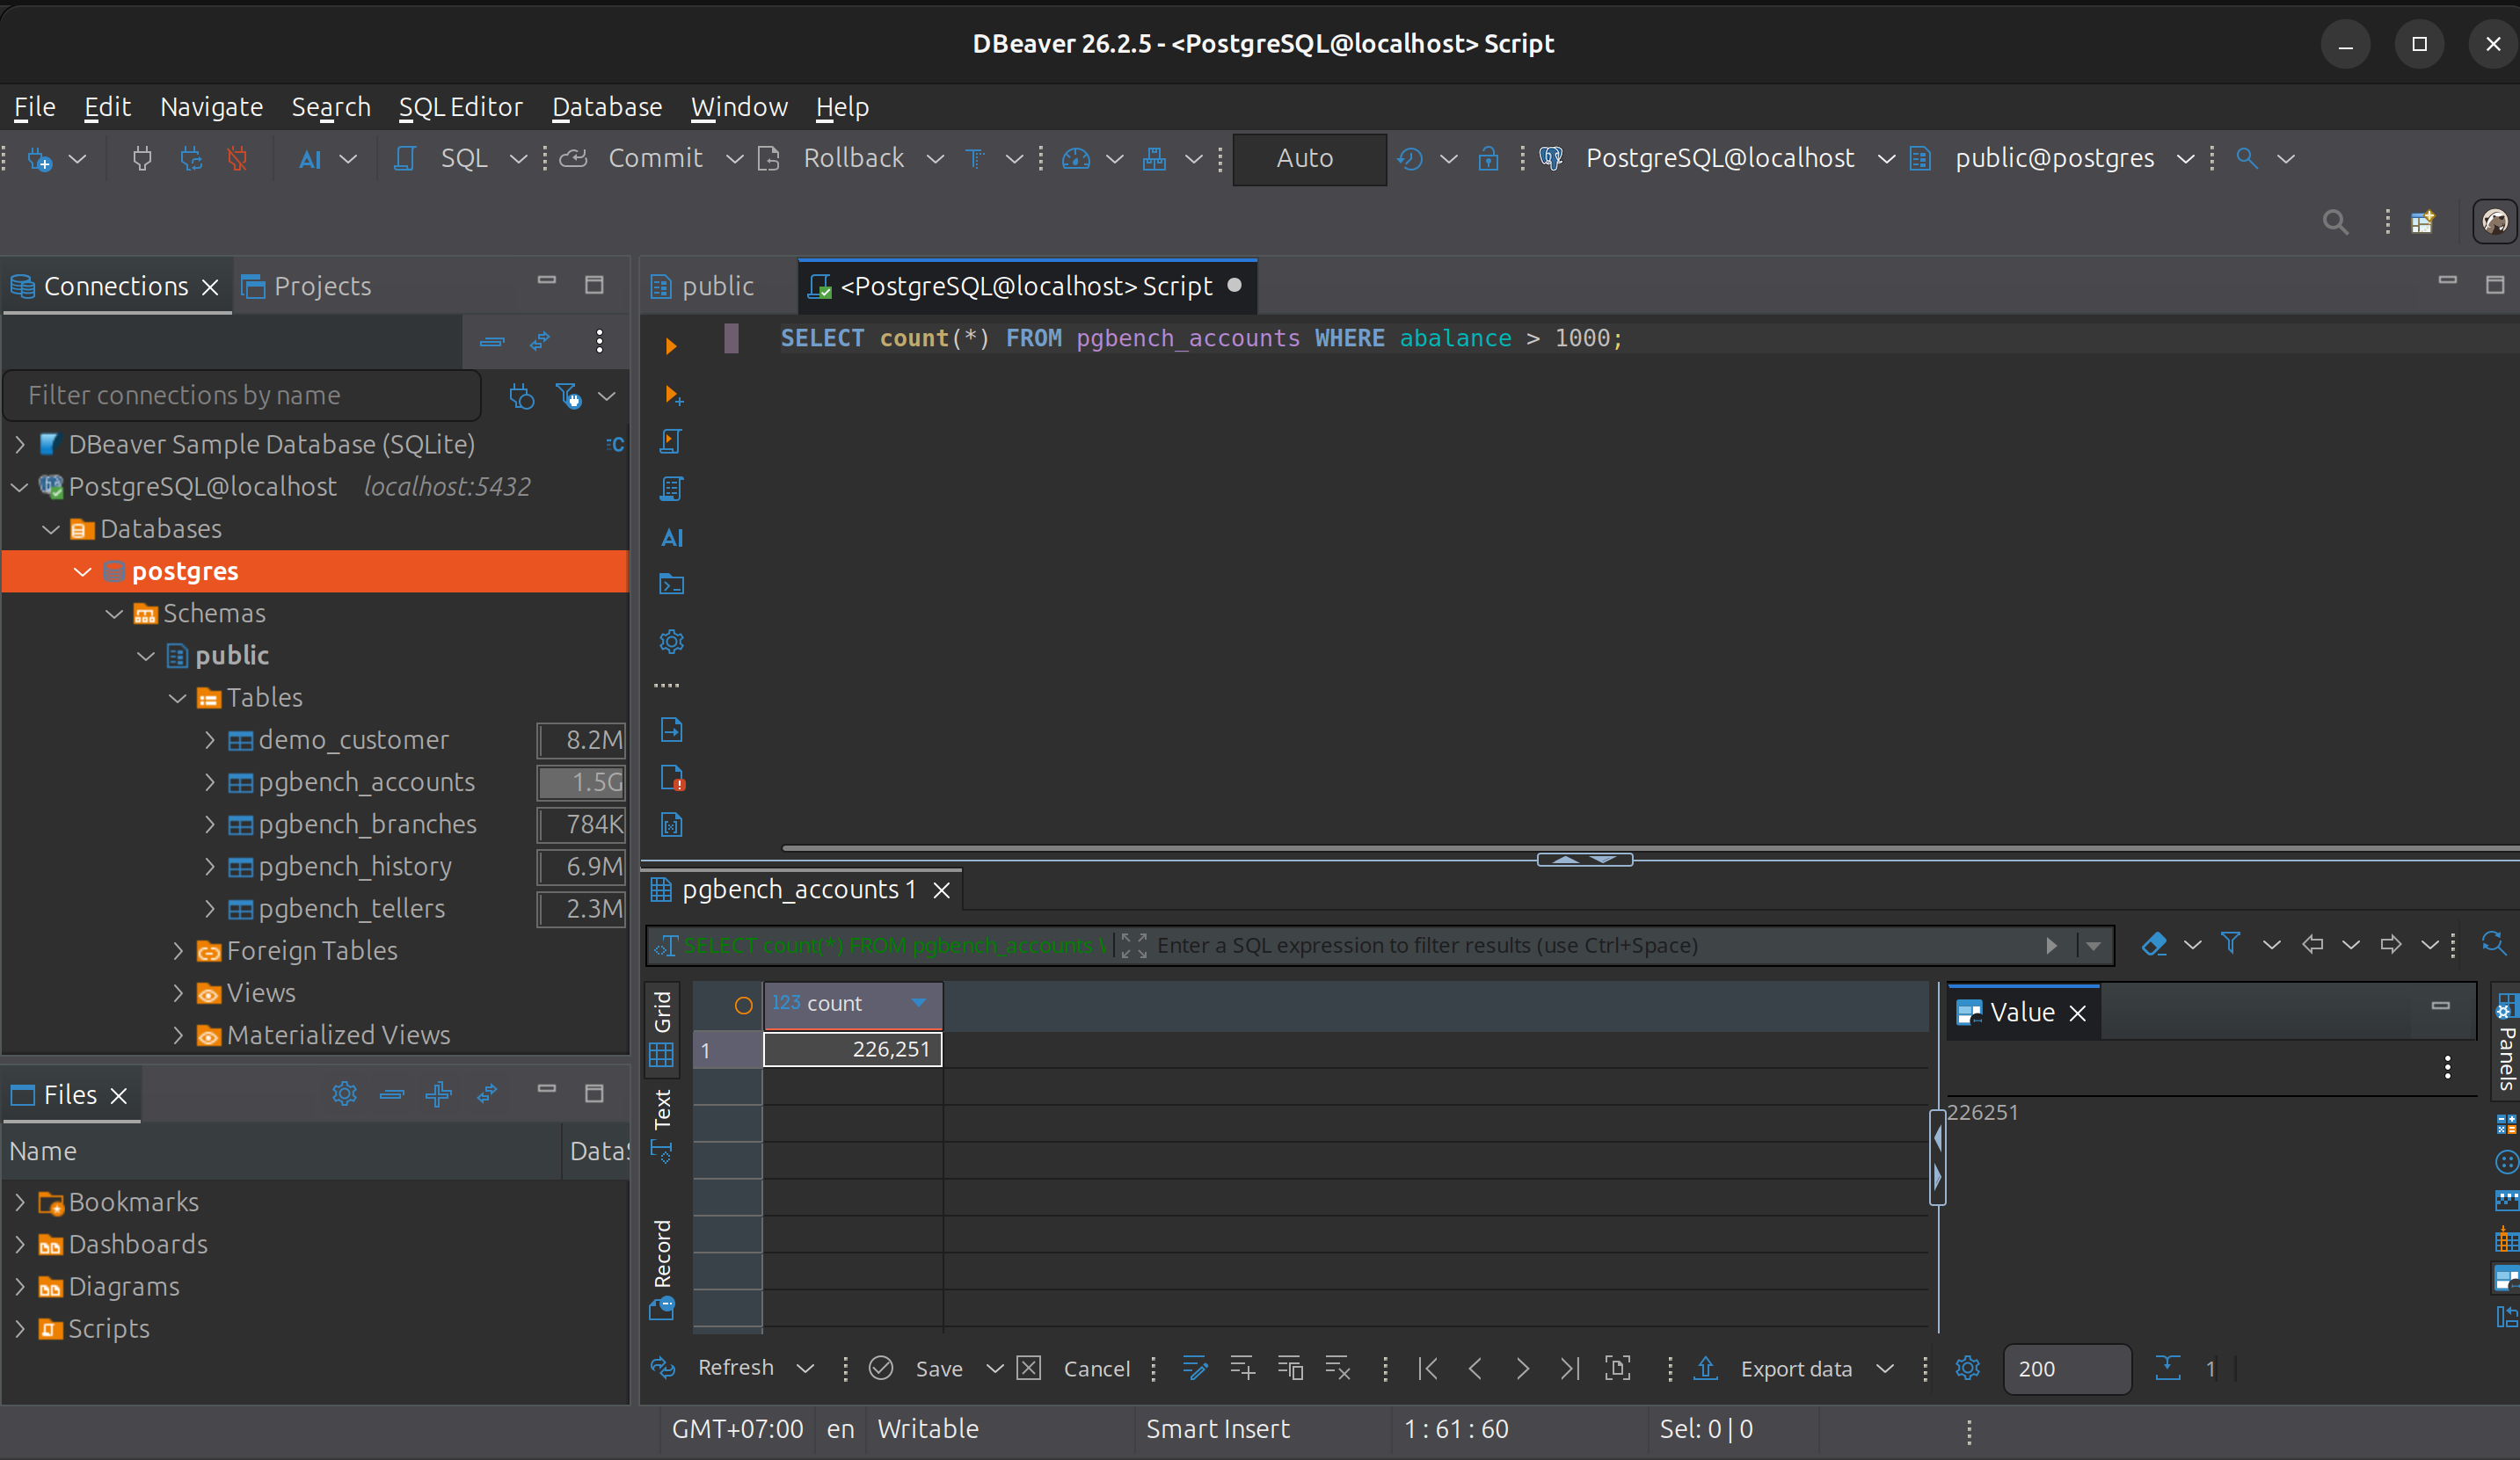 DBeaver 26.2.5 - <PostgreSQL@localhost> Script
File Edit Navigate Search SQL Editor Database Window Help
AI SQL Commit Rollback Auto PostgreSQL@localhost public@postgres
Connections Projects
Filter connections by name
DBeaver Sample Database (SQLite)
PostgreSQL@localhost localhost:5432
Databases
postgres
Schemas
public
Tables
demo_customer 8.2M
pgbench_accounts 1.5G
pgbench_branches 784K
pgbench_history 6.9M
pgbench_tellers 2.3M
Foreign Tables
Views
Materialized Views
Files
Name Data
Bookmarks
Dashboards
Diagrams
Scripts
public <PostgreSQL@localhost> Script
SELECT count(*) FROM pgbench_accounts WHERE abalance > 1000;
AI
pgbench_accounts 1
SELECT count(*) FROM pgbench_accounts Enter a SQL expression to filter results (use Ctrl+Space)
Grid
Text
Record
123 count
1 226,251
Value
226251
Panels
Refresh Save Cancel Export data 200 1
GMT+07:00 en Writable Smart Insert 1 : 61 : 60 Sel: 0 | 0